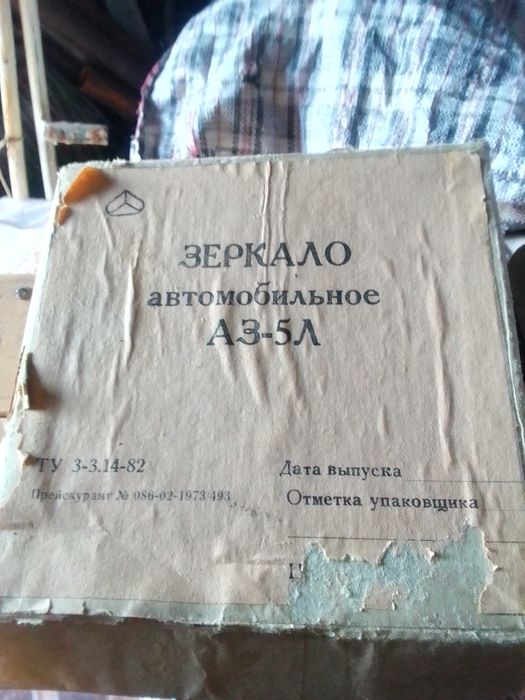 ЗЕРКАЛО
автомобильное
АЗ-5Л
ТУ 3-3.14-82
Прейскурант № 086-02-1973/493
Дата выпуска
Отметка упаковщика